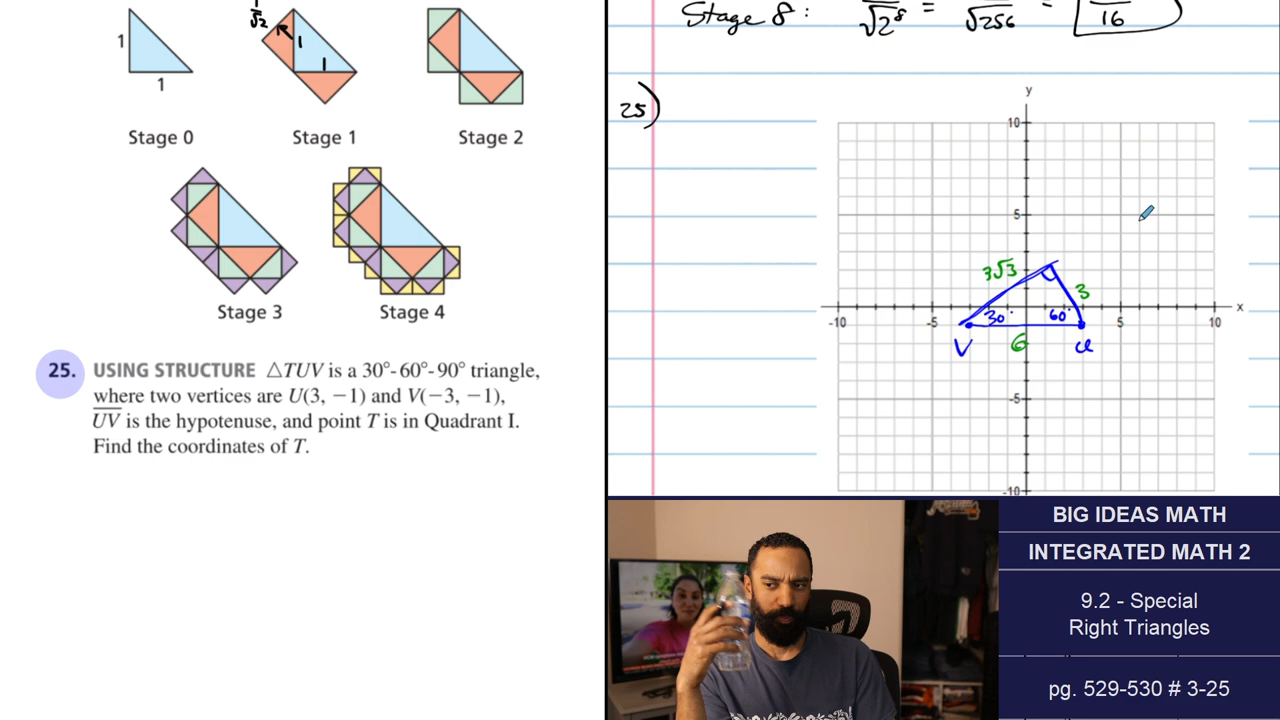 1
1
Stage 0
1
√2
1
1
Stage 1
Stage 2
Stage 3
Stage 4
25. USING STRUCTURE △TUV is a 30°-60°-90° triangle,
where two vertices are U(3, −1) and V(−3, −1),
UV is the hypotenuse, and point T is in Quadrant I.
Find the coordinates of T.
Stage 8: √2⁸ = √256 = 16
25)
y
10
5
-10
-5
5
10
x
-5
-10
3√3
3
30°
60°
6
V
U
BIG IDEAS MATH
INTEGRATED MATH 2
9.2 - Special
Right Triangles
pg. 529-530 # 3-25